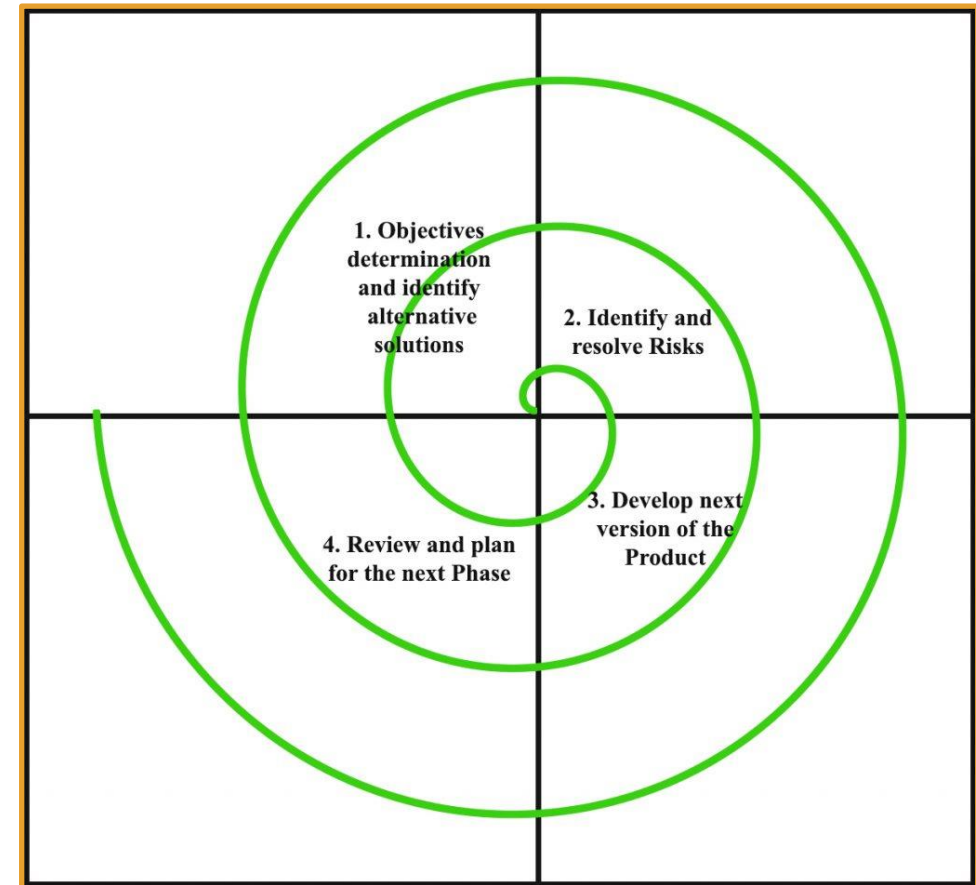 1. Objectives
determination
and identify
alternative
solutions
2. Identify and
resolve Risks
3. Develop next
version of the
Product
4. Review and plan
for the next Phase